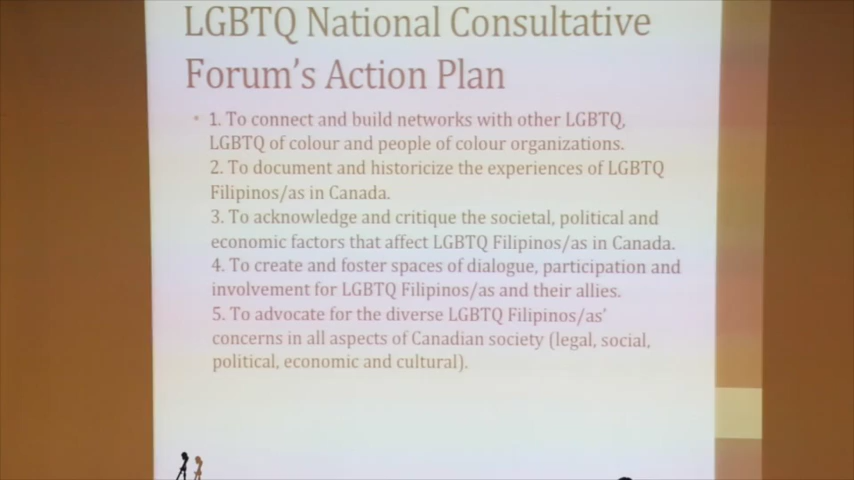 LGBTQ National Consultative
Forum's Action Plan
• 1. To connect and build networks with other LGBTQ,
LGBTQ of colour and people of colour organizations.
2. To document and historicize the experiences of LGBTQ
Filipinos/as in Canada.
3. To acknowledge and critique the societal, political and
economic factors that affect LGBTQ Filipinos/as in Canada.
4. To create and foster spaces of dialogue, participation and
involvement for LGBTQ Filipinos/as and their allies.
5. To advocate for the diverse LGBTQ Filipinos/as'
concerns in all aspects of Canadian society (legal, social,
political, economic and cultural).